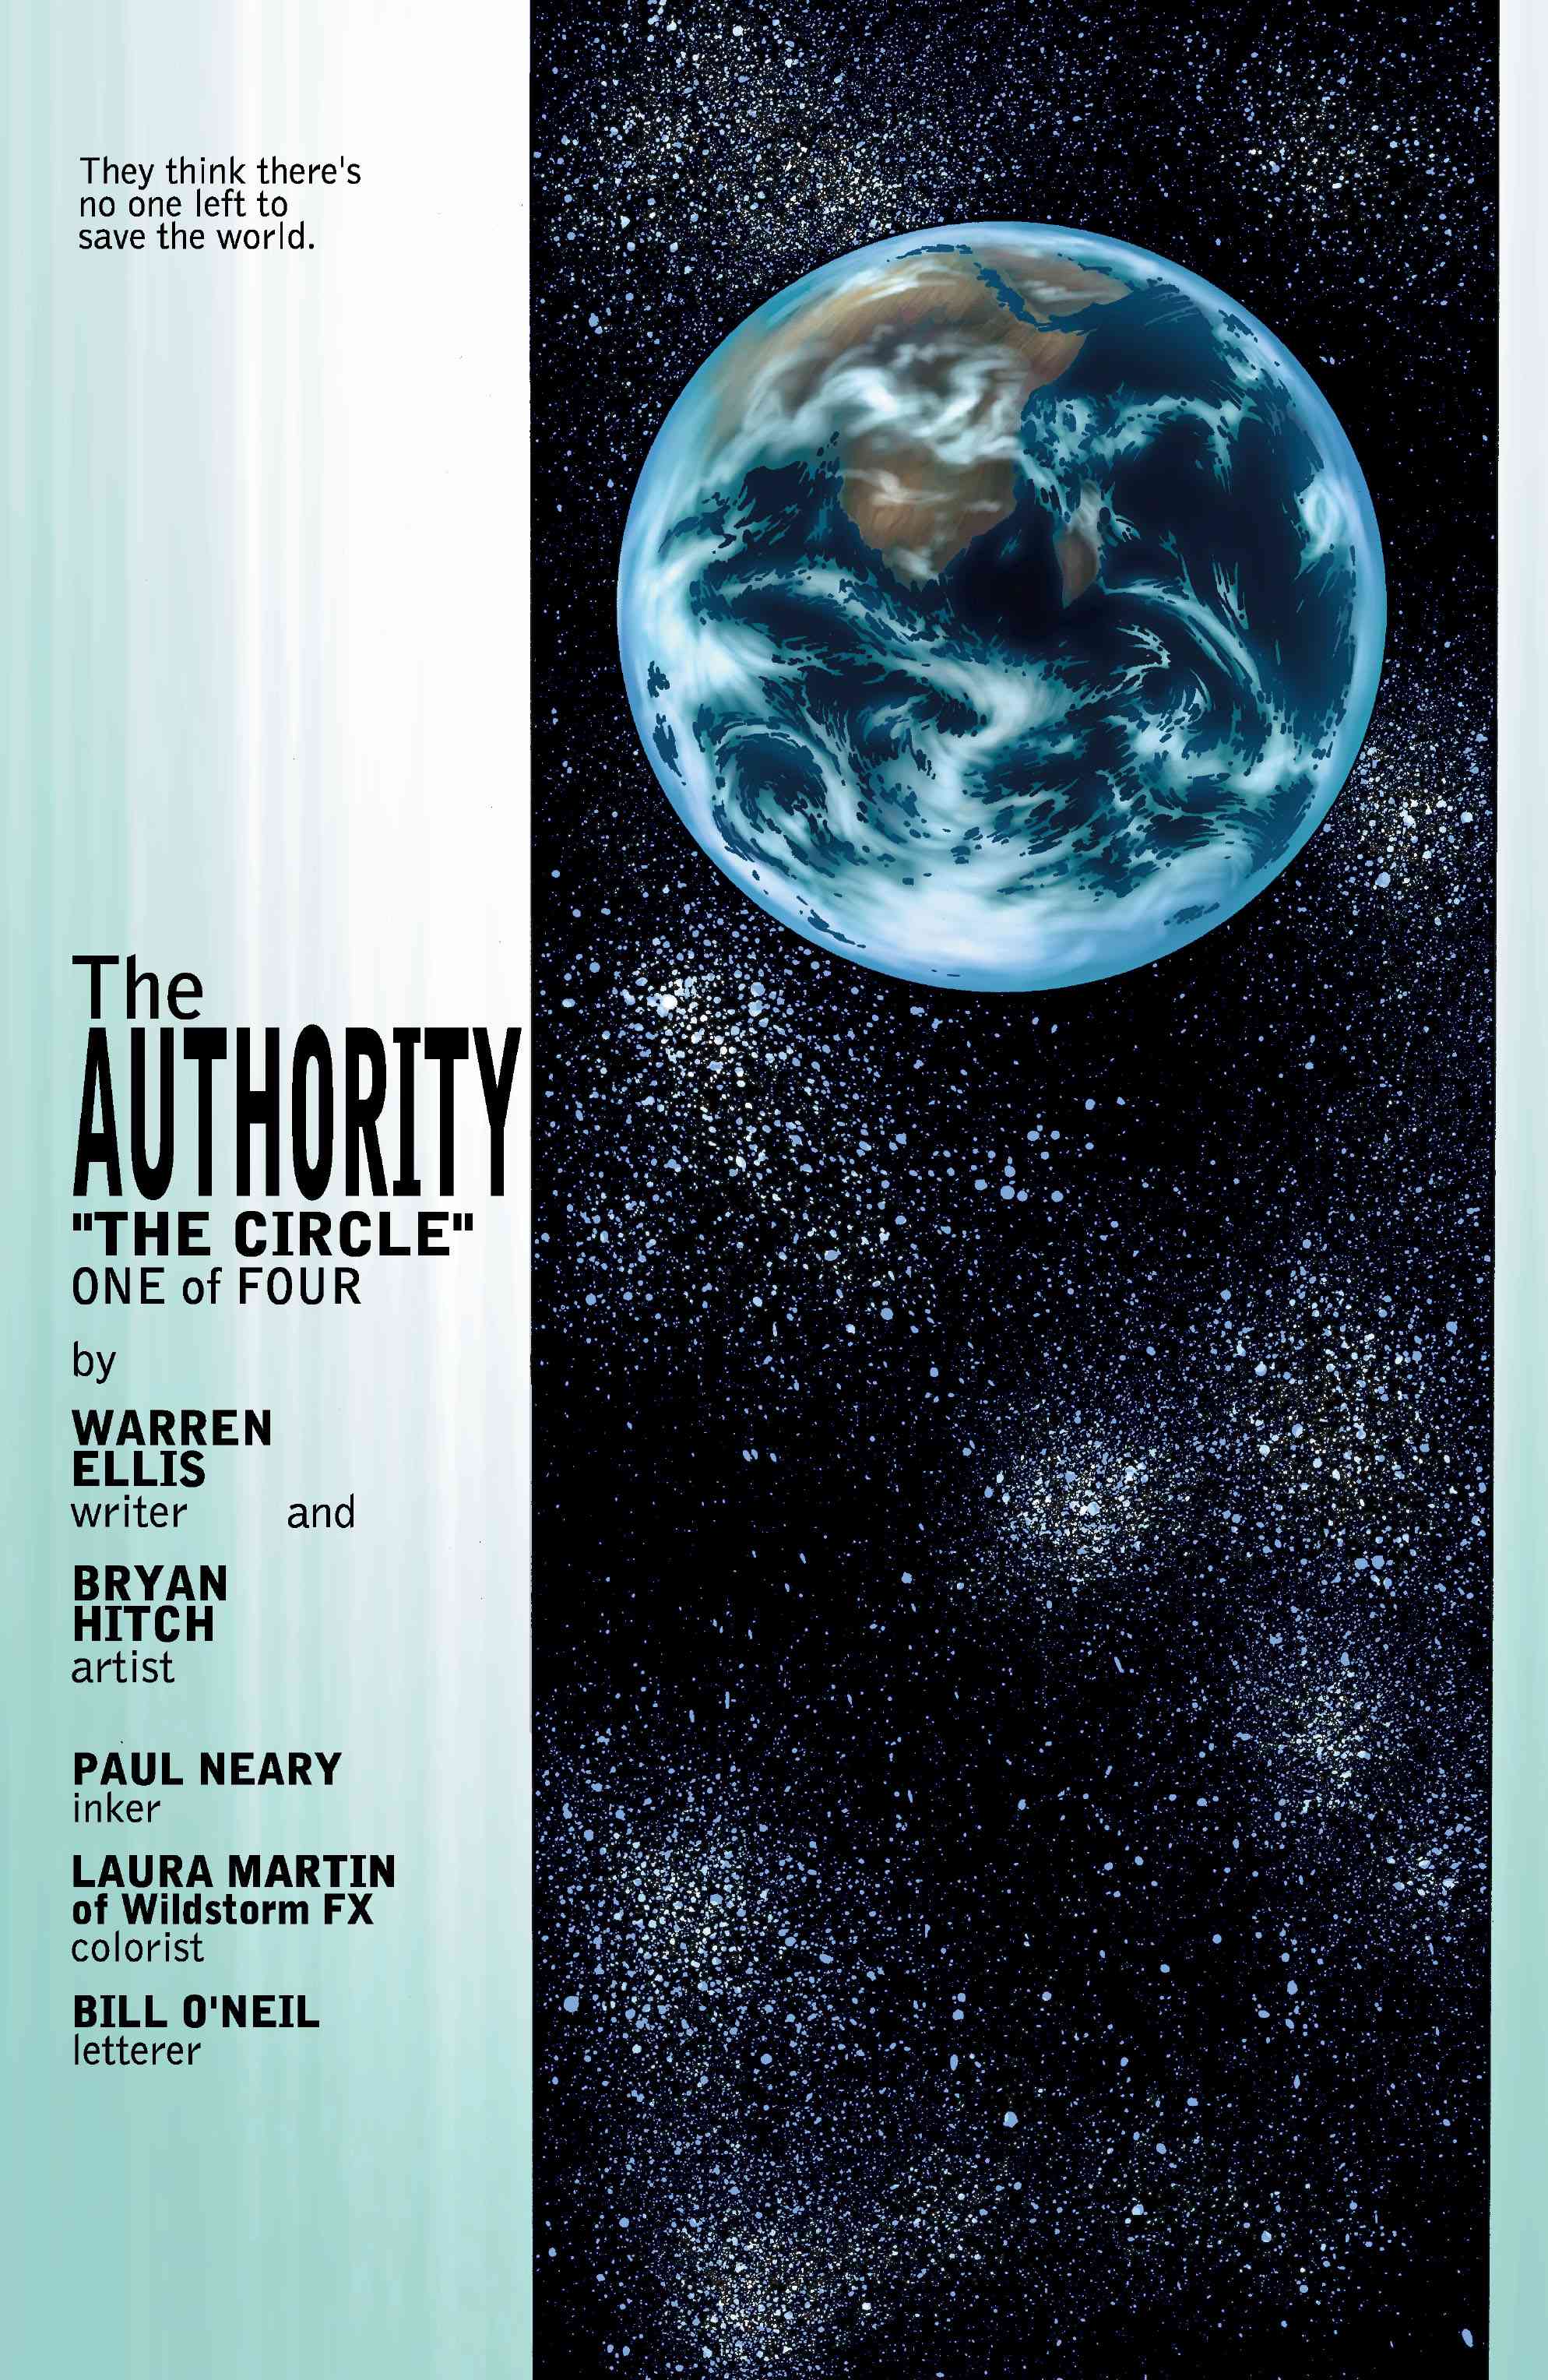 They think there's
no one left to
save the world.
The
AUTHORITY
"THE CIRCLE"
ONE of FOUR
by
WARREN
ELLIS
writer and
BRYAN
HITCH
artist
PAUL NEARY
inker
LAURA MARTIN
of Wildstorm FX
colorist
BILL O'NEIL
letterer